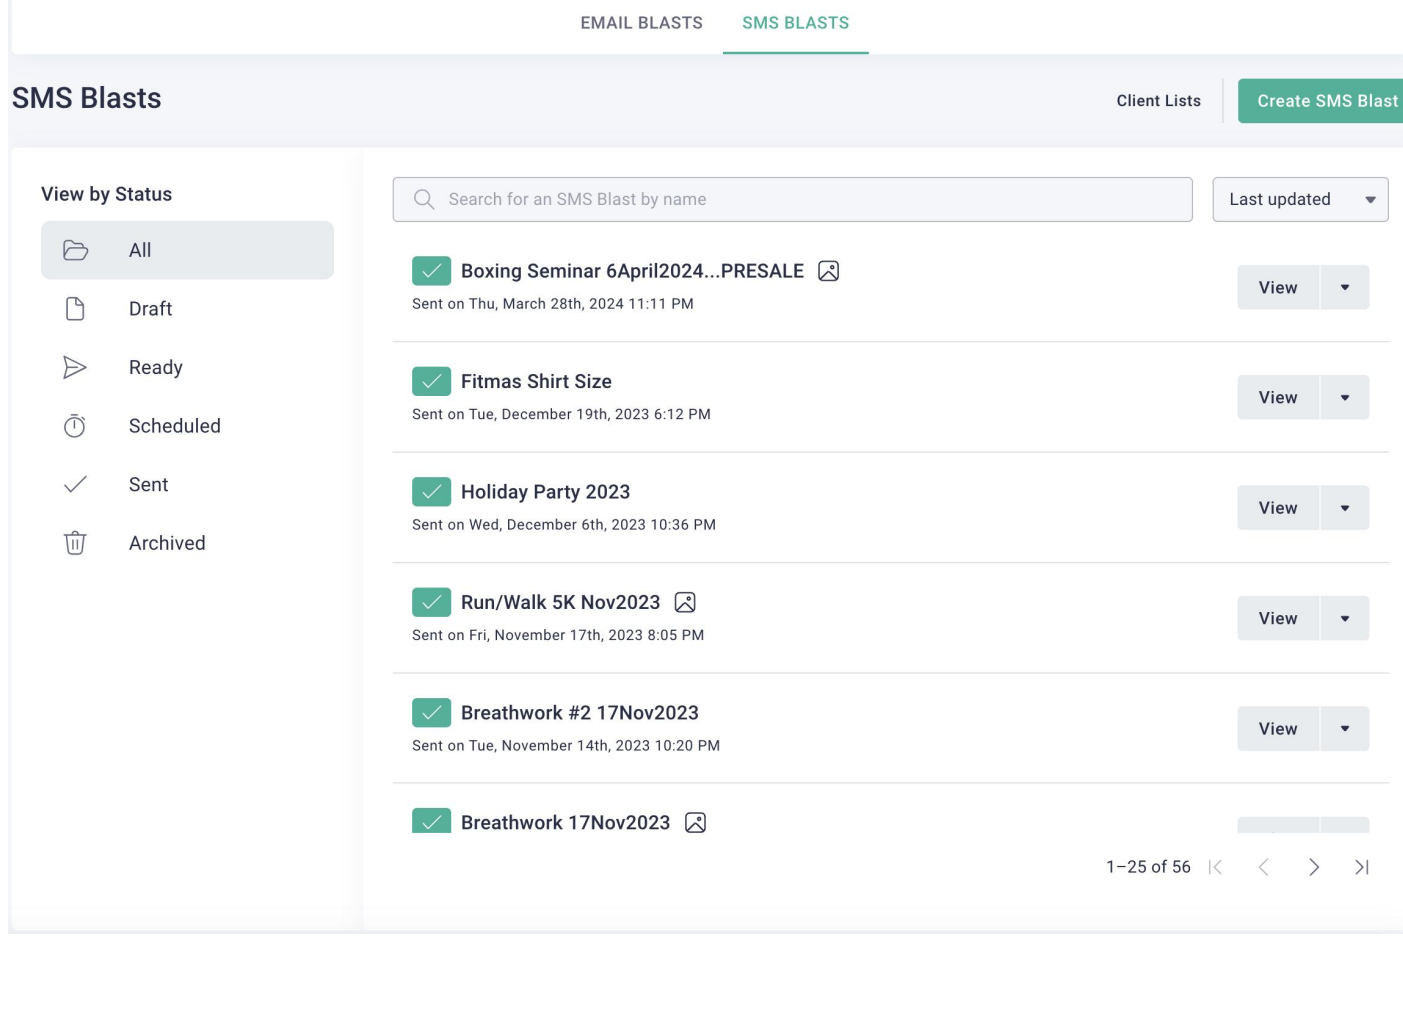 EMAIL BLASTS SMS BLASTS
SMS Blasts
Client Lists
Create SMS Blast
View by Status
All
Draft
Ready
Scheduled
Sent
Archived
Search for an SMS Blast by name
Last updated
Boxing Seminar 6April2024...PRESALE
Sent on Thu, March 28th, 2024 11:11 PM
View
Fitmas Shirt Size
Sent on Tue, December 19th, 2023 6:12 PM
View
Holiday Party 2023
Sent on Wed, December 6th, 2023 10:36 PM
View
Run/Walk 5K Nov2023
Sent on Fri, November 17th, 2023 8:05 PM
View
Breathwork #2 17Nov2023
Sent on Tue, November 14th, 2023 10:20 PM
View
Breathwork 17Nov2023
1–25 of 56